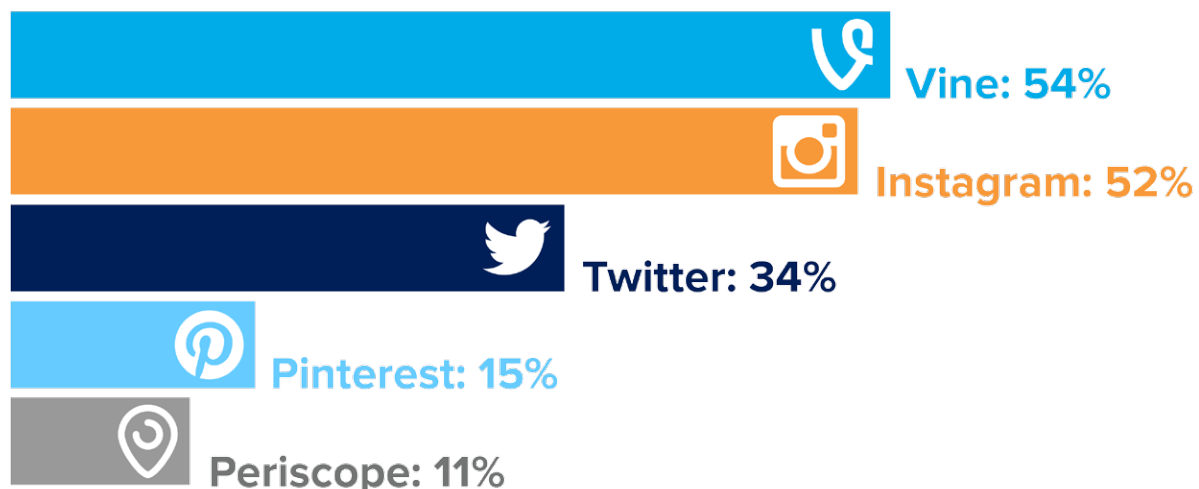 Vine: 54%
Instagram: 52%
Twitter: 34%
Pinterest: 15%
Periscope: 11%